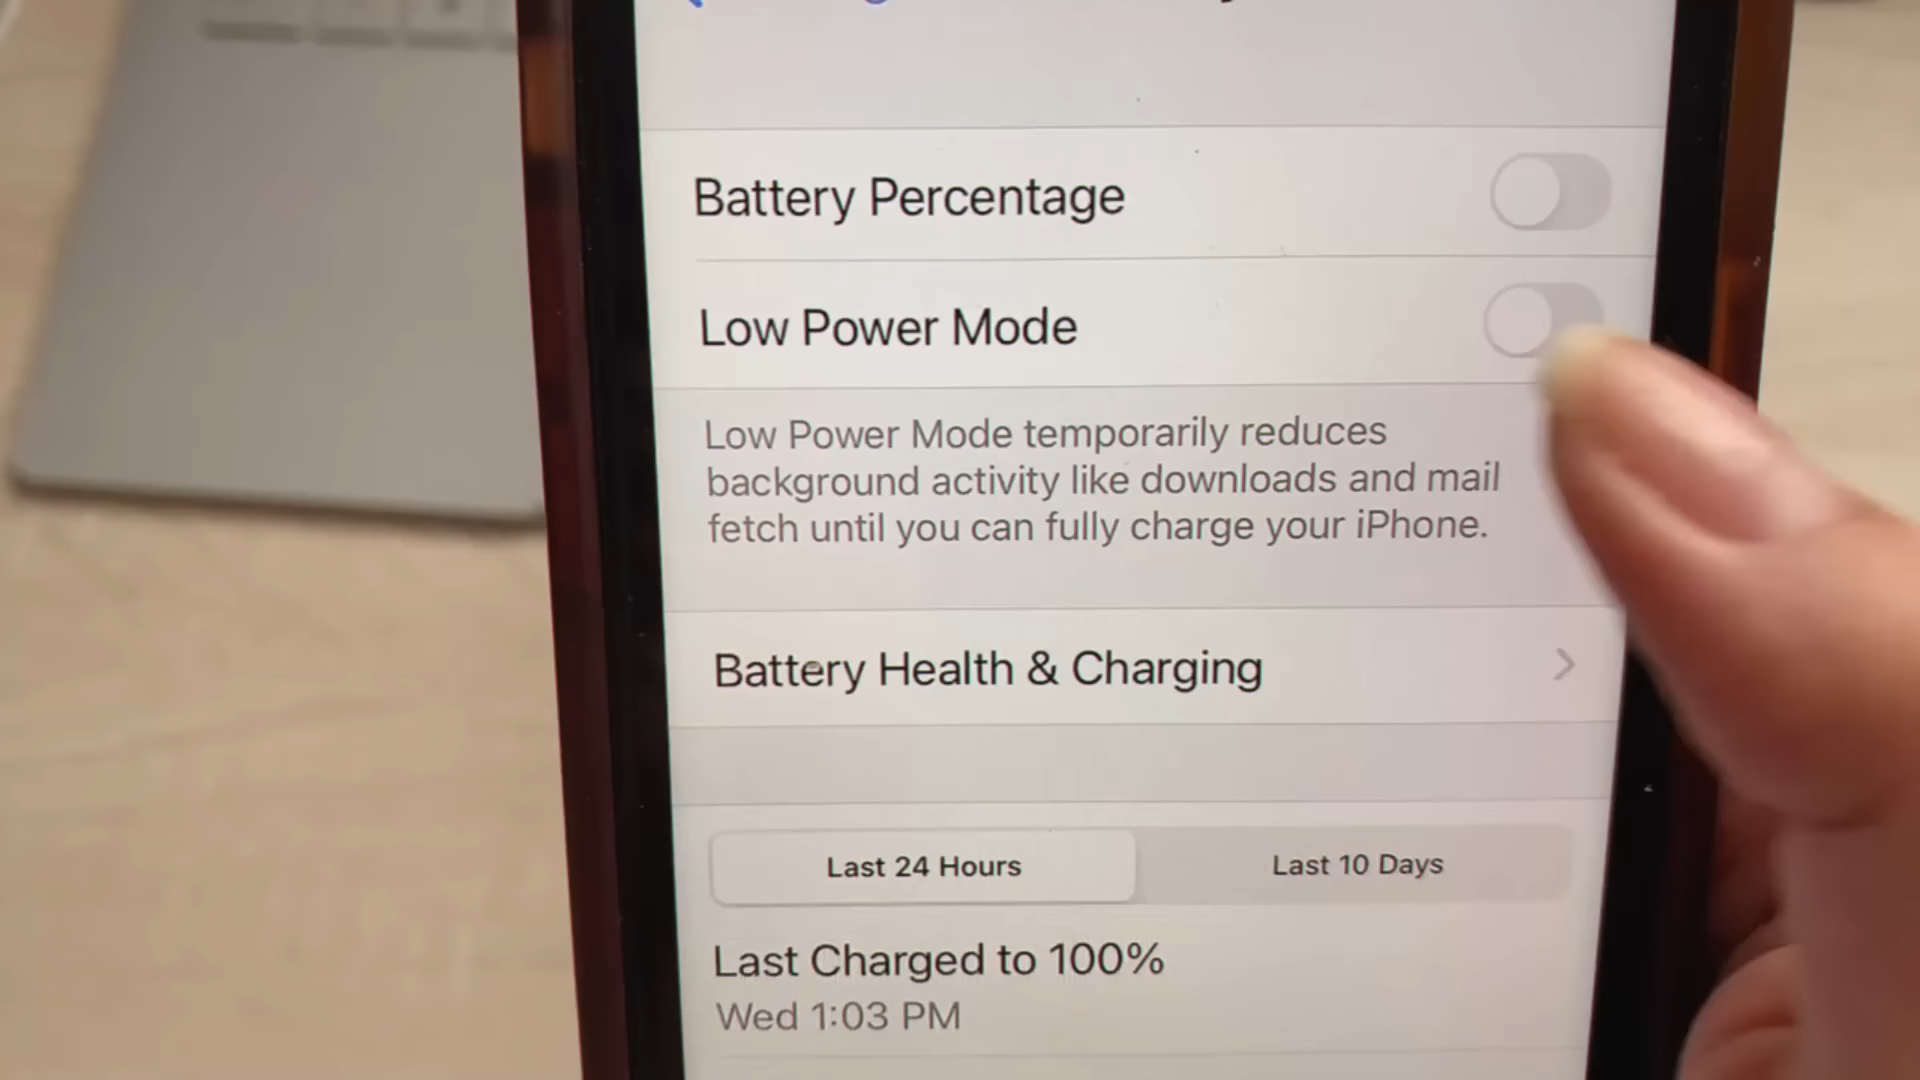 Battery Percentage
Low Power Mode
Low Power Mode temporarily reduces
background activity like downloads and mail
fetch until you can fully charge your iPhone.
Battery Health & Charging
Last 24 Hours
Last 10 Days
Last Charged to 100%
Wed 1:03 PM